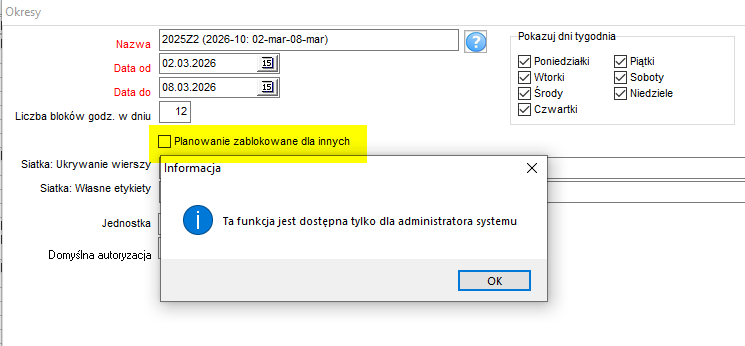 Okresy
Nazwa 2025Z2 (2026-10: 02-mar-08-mar) ?
Data od 02.03.2026 15
Data do 08.03.2026 15
Liczba bloków godz. w dniu 12
Pokazuj dni tygodnia
Poniedziałki Piątki
Wtorki Soboty
Środy Niedziele
Czwartki
Planowanie zablokowane dla innych
Siatka: Ukrywanie wierszy
Siatka: Własne etykiety
Jednostka
Domyślna autoryzacja
Informacja
Ta funkcja jest dostępna tylko dla administratora systemu
OK